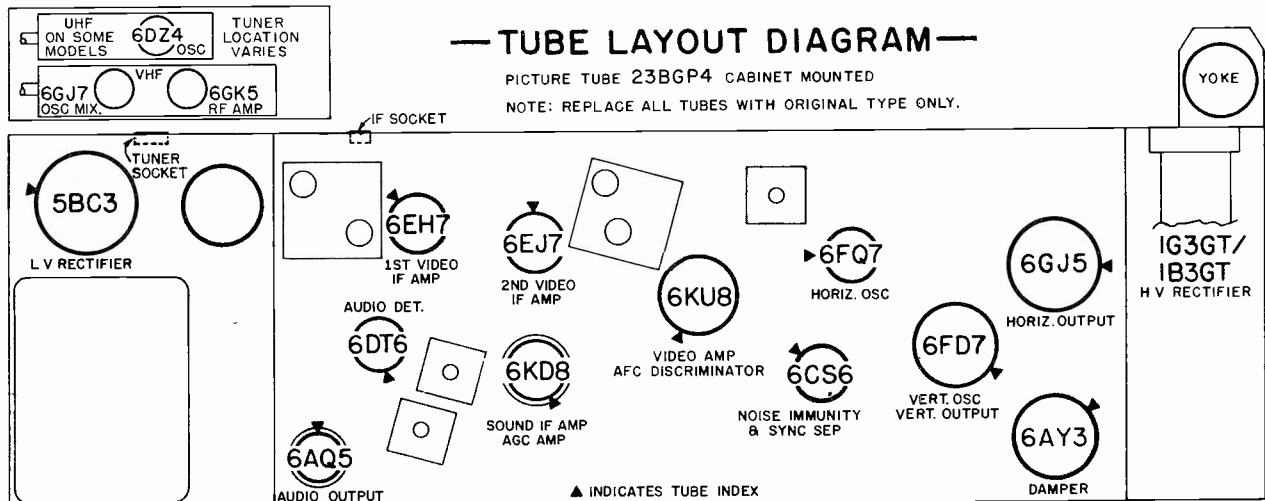 — TUBE LAYOUT DIAGRAM —
PICTURE TUBE 23BGP4 CABINET MOUNTED
NOTE: REPLACE ALL TUBES WITH ORIGINAL TYPE ONLY.
UHF
ON SOME
MODELS
6DZ4
OSC
TUNER
LOCATION
VARIES
VHF
6GJ7
OSC MIX.
6GK5
RF AMP
YOKE
IF SOCKET
TUNER
SOCKET
5BC3
L V RECTIFIER
6EH7
1ST VIDEO
IF AMP
6EJ7
2ND VIDEO
IF AMP
6KU8
VIDEO AMP
AFC DISCRIMINATOR
6FQ7
HORIZ. OSC
6GJ5
HORIZ. OUTPUT
1G3GT/
1B3GT
H V RECTIFIER
AUDIO DET.
6DT6
6KD8
SOUND IF AMP
AGC AMP
6CS6
NOISE IMMUNITY
& SYNC SEP
6FD7
VERT. OSC
VERT. OUTPUT
6AY3
DAMPER
6AQ5
AUDIO OUTPUT
▲ INDICATES TUBE INDEX